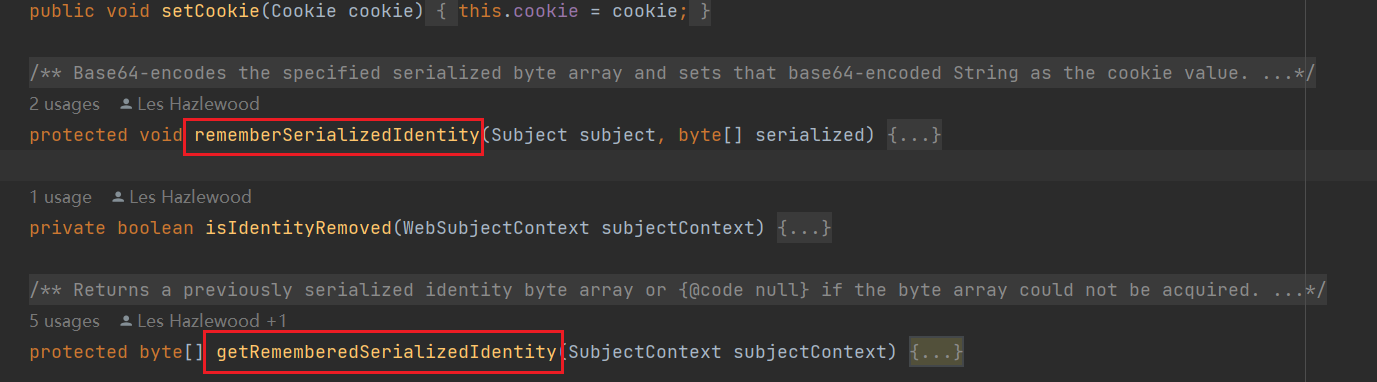 public void setCookie(Cookie cookie) { this.cookie = cookie; }
/** Base64-encodes the specified serialized byte array and sets that base64-encoded String as the cookie value. ...*/
2 usages Les Hazlewood
protected void rememberSerializedIdentity(Subject subject, byte[] serialized) {...}
1 usage Les Hazlewood
private boolean isIdentityRemoved(WebSubjectContext subjectContext) {...}
/** Returns a previously serialized identity byte array or {@code null} if the byte array could not be acquired. ...*/
5 usages Les Hazlewood +1
protected byte[] getRememberedSerializedIdentity(SubjectContext subjectContext) {...}